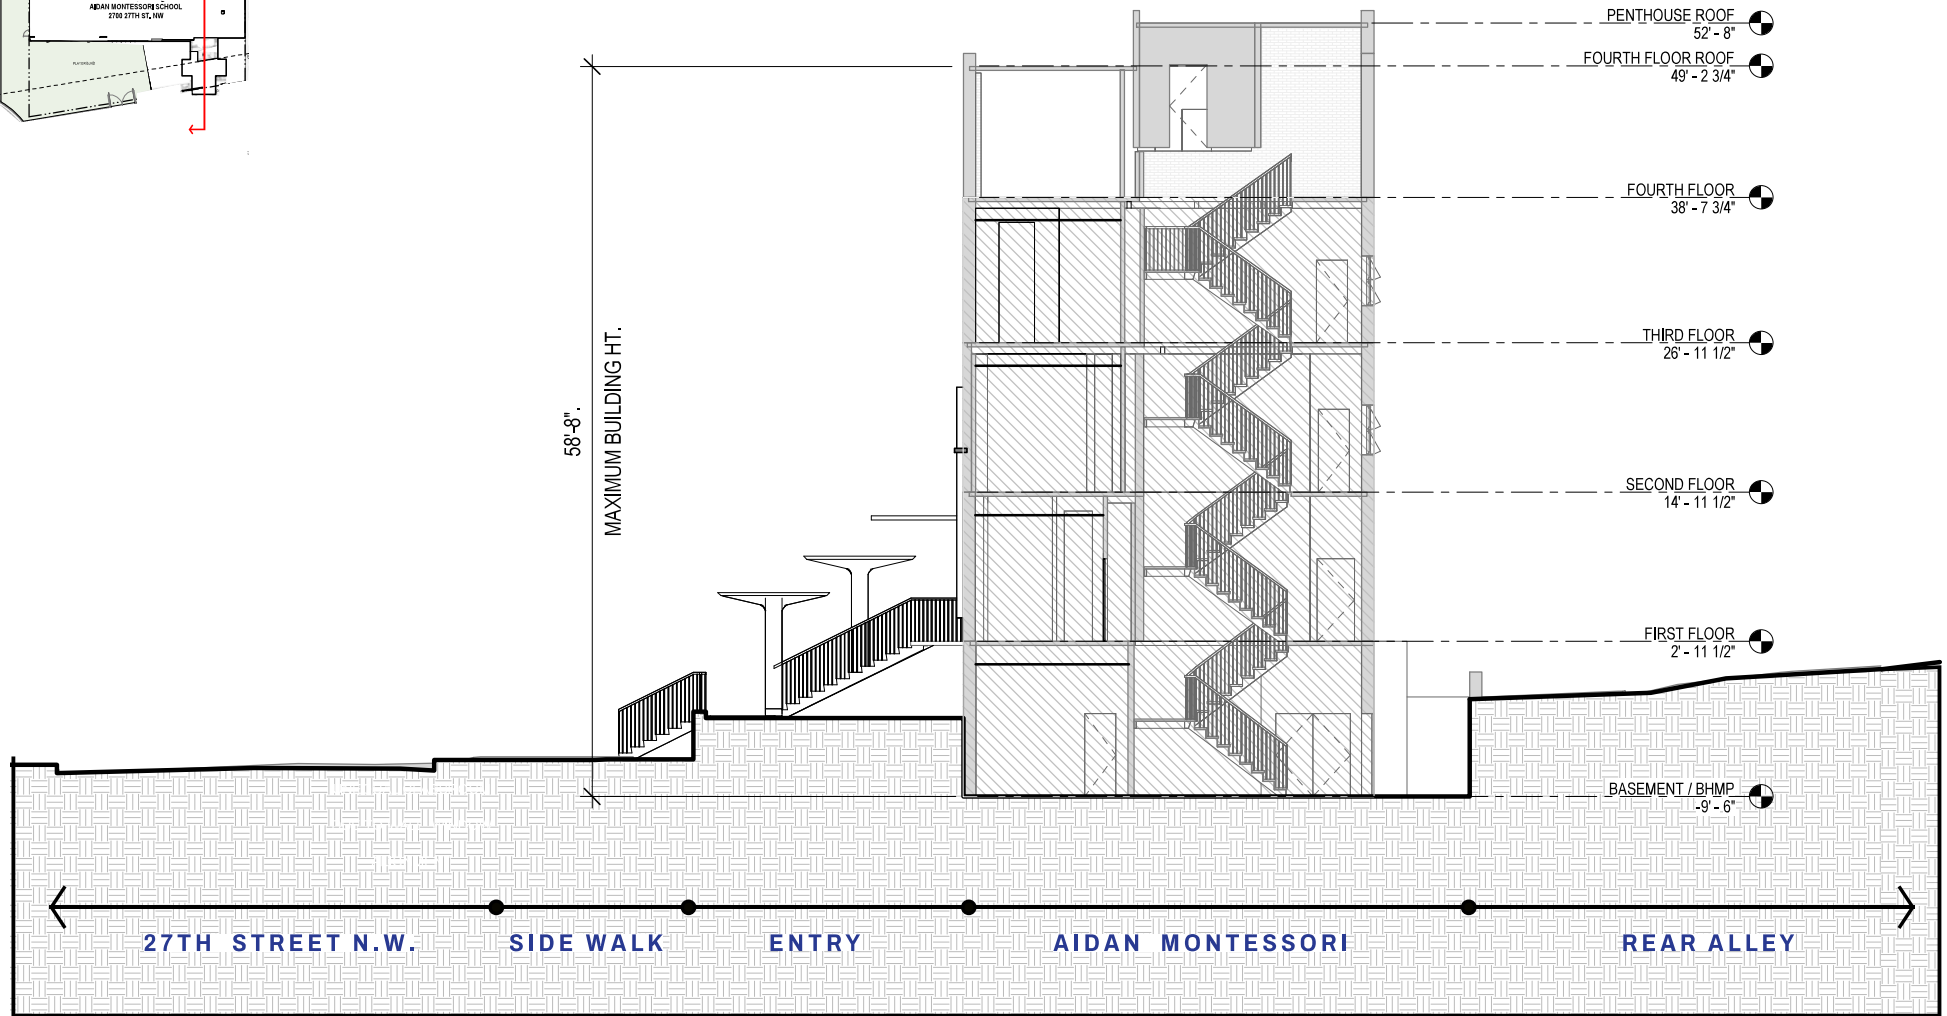 AIDAN MONTESSORI SCHOOL
2700 27TH ST. NW
PLAYGROUND
PENTHOUSE ROOF
52' - 8"
FOURTH FLOOR ROOF
49' - 2 3/4"
FOURTH FLOOR
38' - 7 3/4"
THIRD FLOOR
26' - 11 1/2"
SECOND FLOOR
14' - 11 1/2"
FIRST FLOOR
2' - 11 1/2"
BASEMENT / BHMP
-9' - 6"
58'-8".
MAXIMUM BUILDING HT.
27TH STREET N.W.
SIDE WALK
ENTRY
AIDAN MONTESSORI
REAR ALLEY